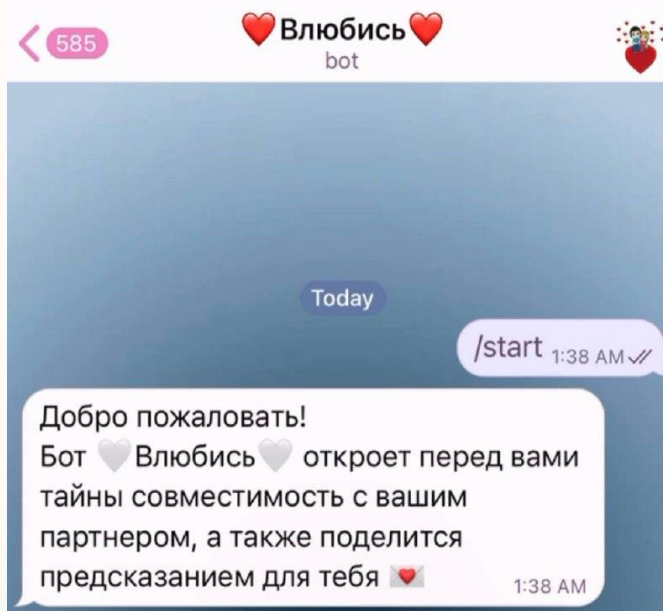 585
❤️Влюбись❤️
bot
Today
/start 1:38 AM
Добро пожаловать!
Бот 🤍Влюбись🤍 откроет перед вами
тайны совместимость с вашим
партнером, а также поделится
предсказанием для тебя 💌
1:38 AM